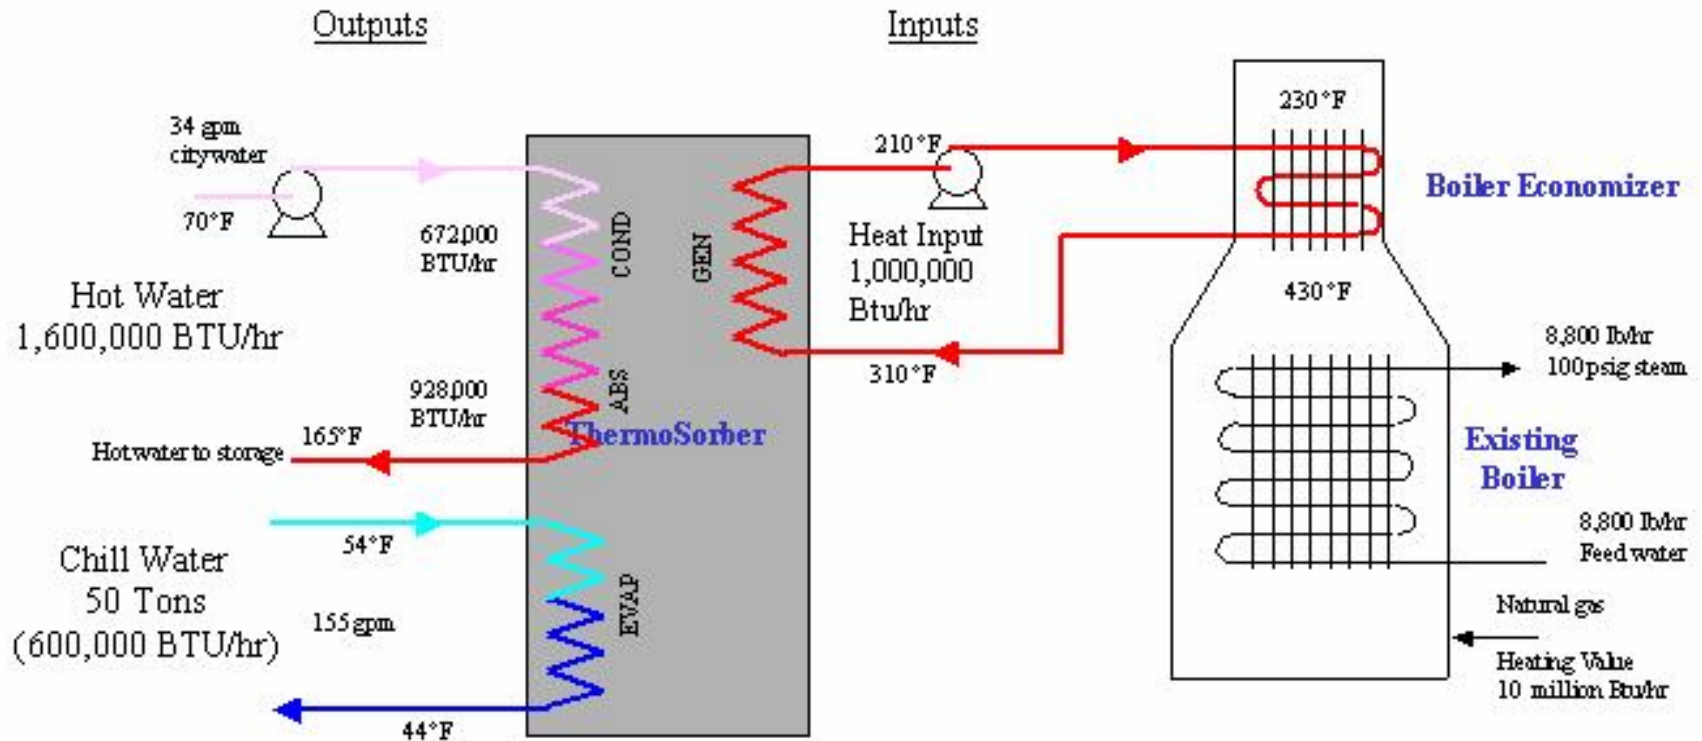 Outputs
Inputs
34 gpm
citywater
70°F
672,000
BTU/hr
COND
Hot Water
1,600,000 BTU/hr
928,000
BTU/hr
ABS
ThermoSorber
165°F
Hot water to storage
54°F
Chill Water
50 Tons
(600,000 BTU/hr)
155 gpm
EVAP
44°F
GEN
210°F
Heat Input
1,000,000
Btu/hr
310°F
230°F
Boiler Economizer
430°F
8,800 lb/hr
100 psig steam
Existing
Boiler
8,800 lb/hr
Feed water
Natural gas
Heating Value
10 million Btu/hr